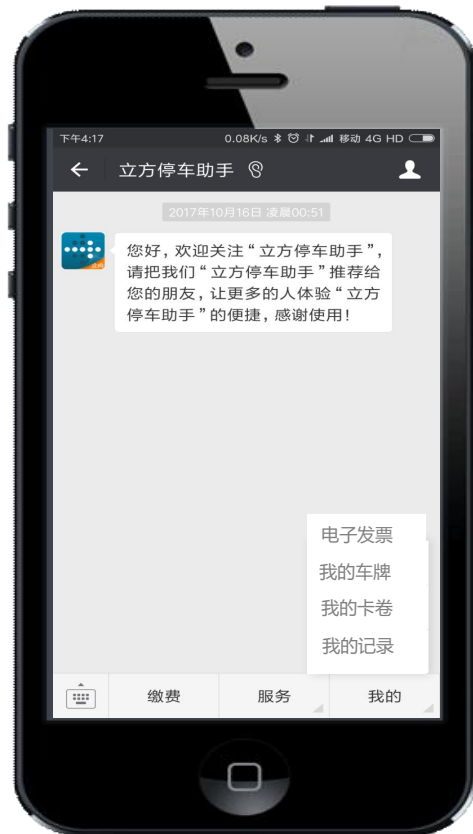 下午4:17 0.08K/s 移动 4G HD
立方停车助手
2017年10月16日 凌晨00:51
您好，欢迎关注“立方停车助手”，
请把我们“立方停车助手”推荐给
您的朋友，让更多的人体验“立方
停车助手”的便捷，感谢使用！
电子发票
我的车牌
我的卡卷
我的记录
缴费 服务 我的